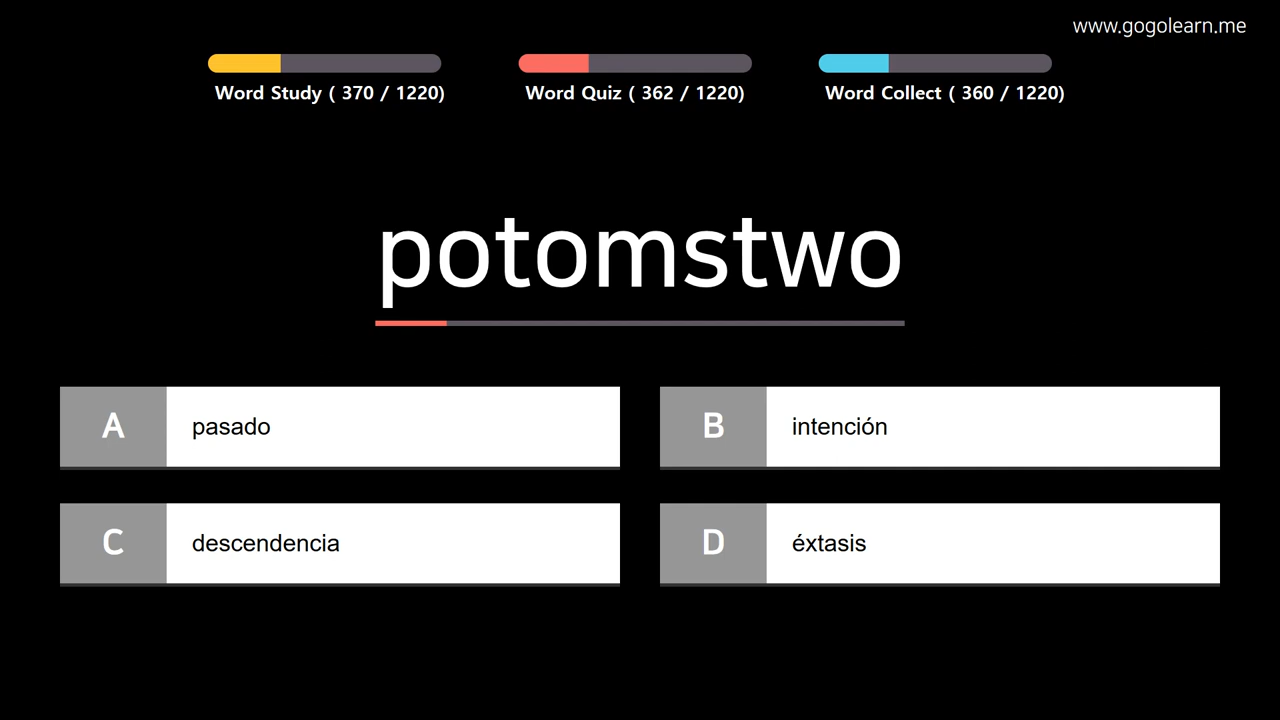 www.gogolearn.me
Word Study ( 370 / 1220)
Word Quiz ( 362 / 1220)
Word Collect ( 360 / 1220)
potomstwo
A pasado
B intención
C descendencia
D éxtasis